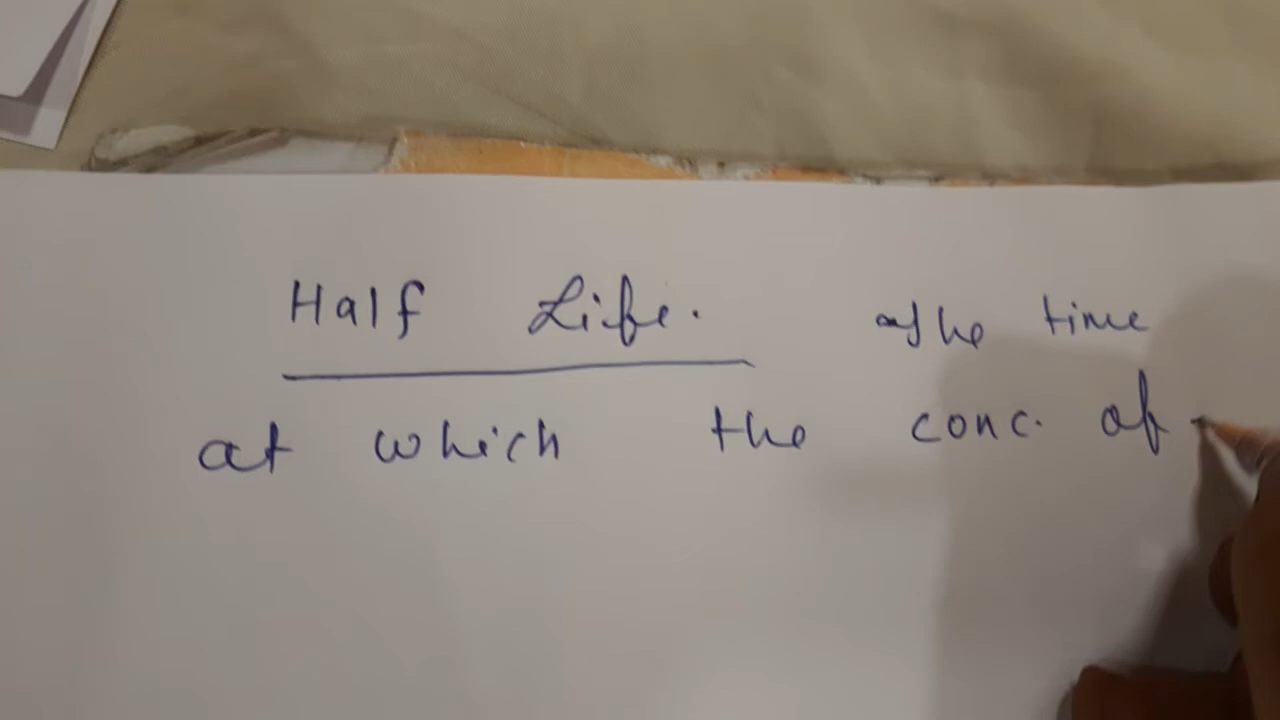 Half Life. The time
at which the conc. of